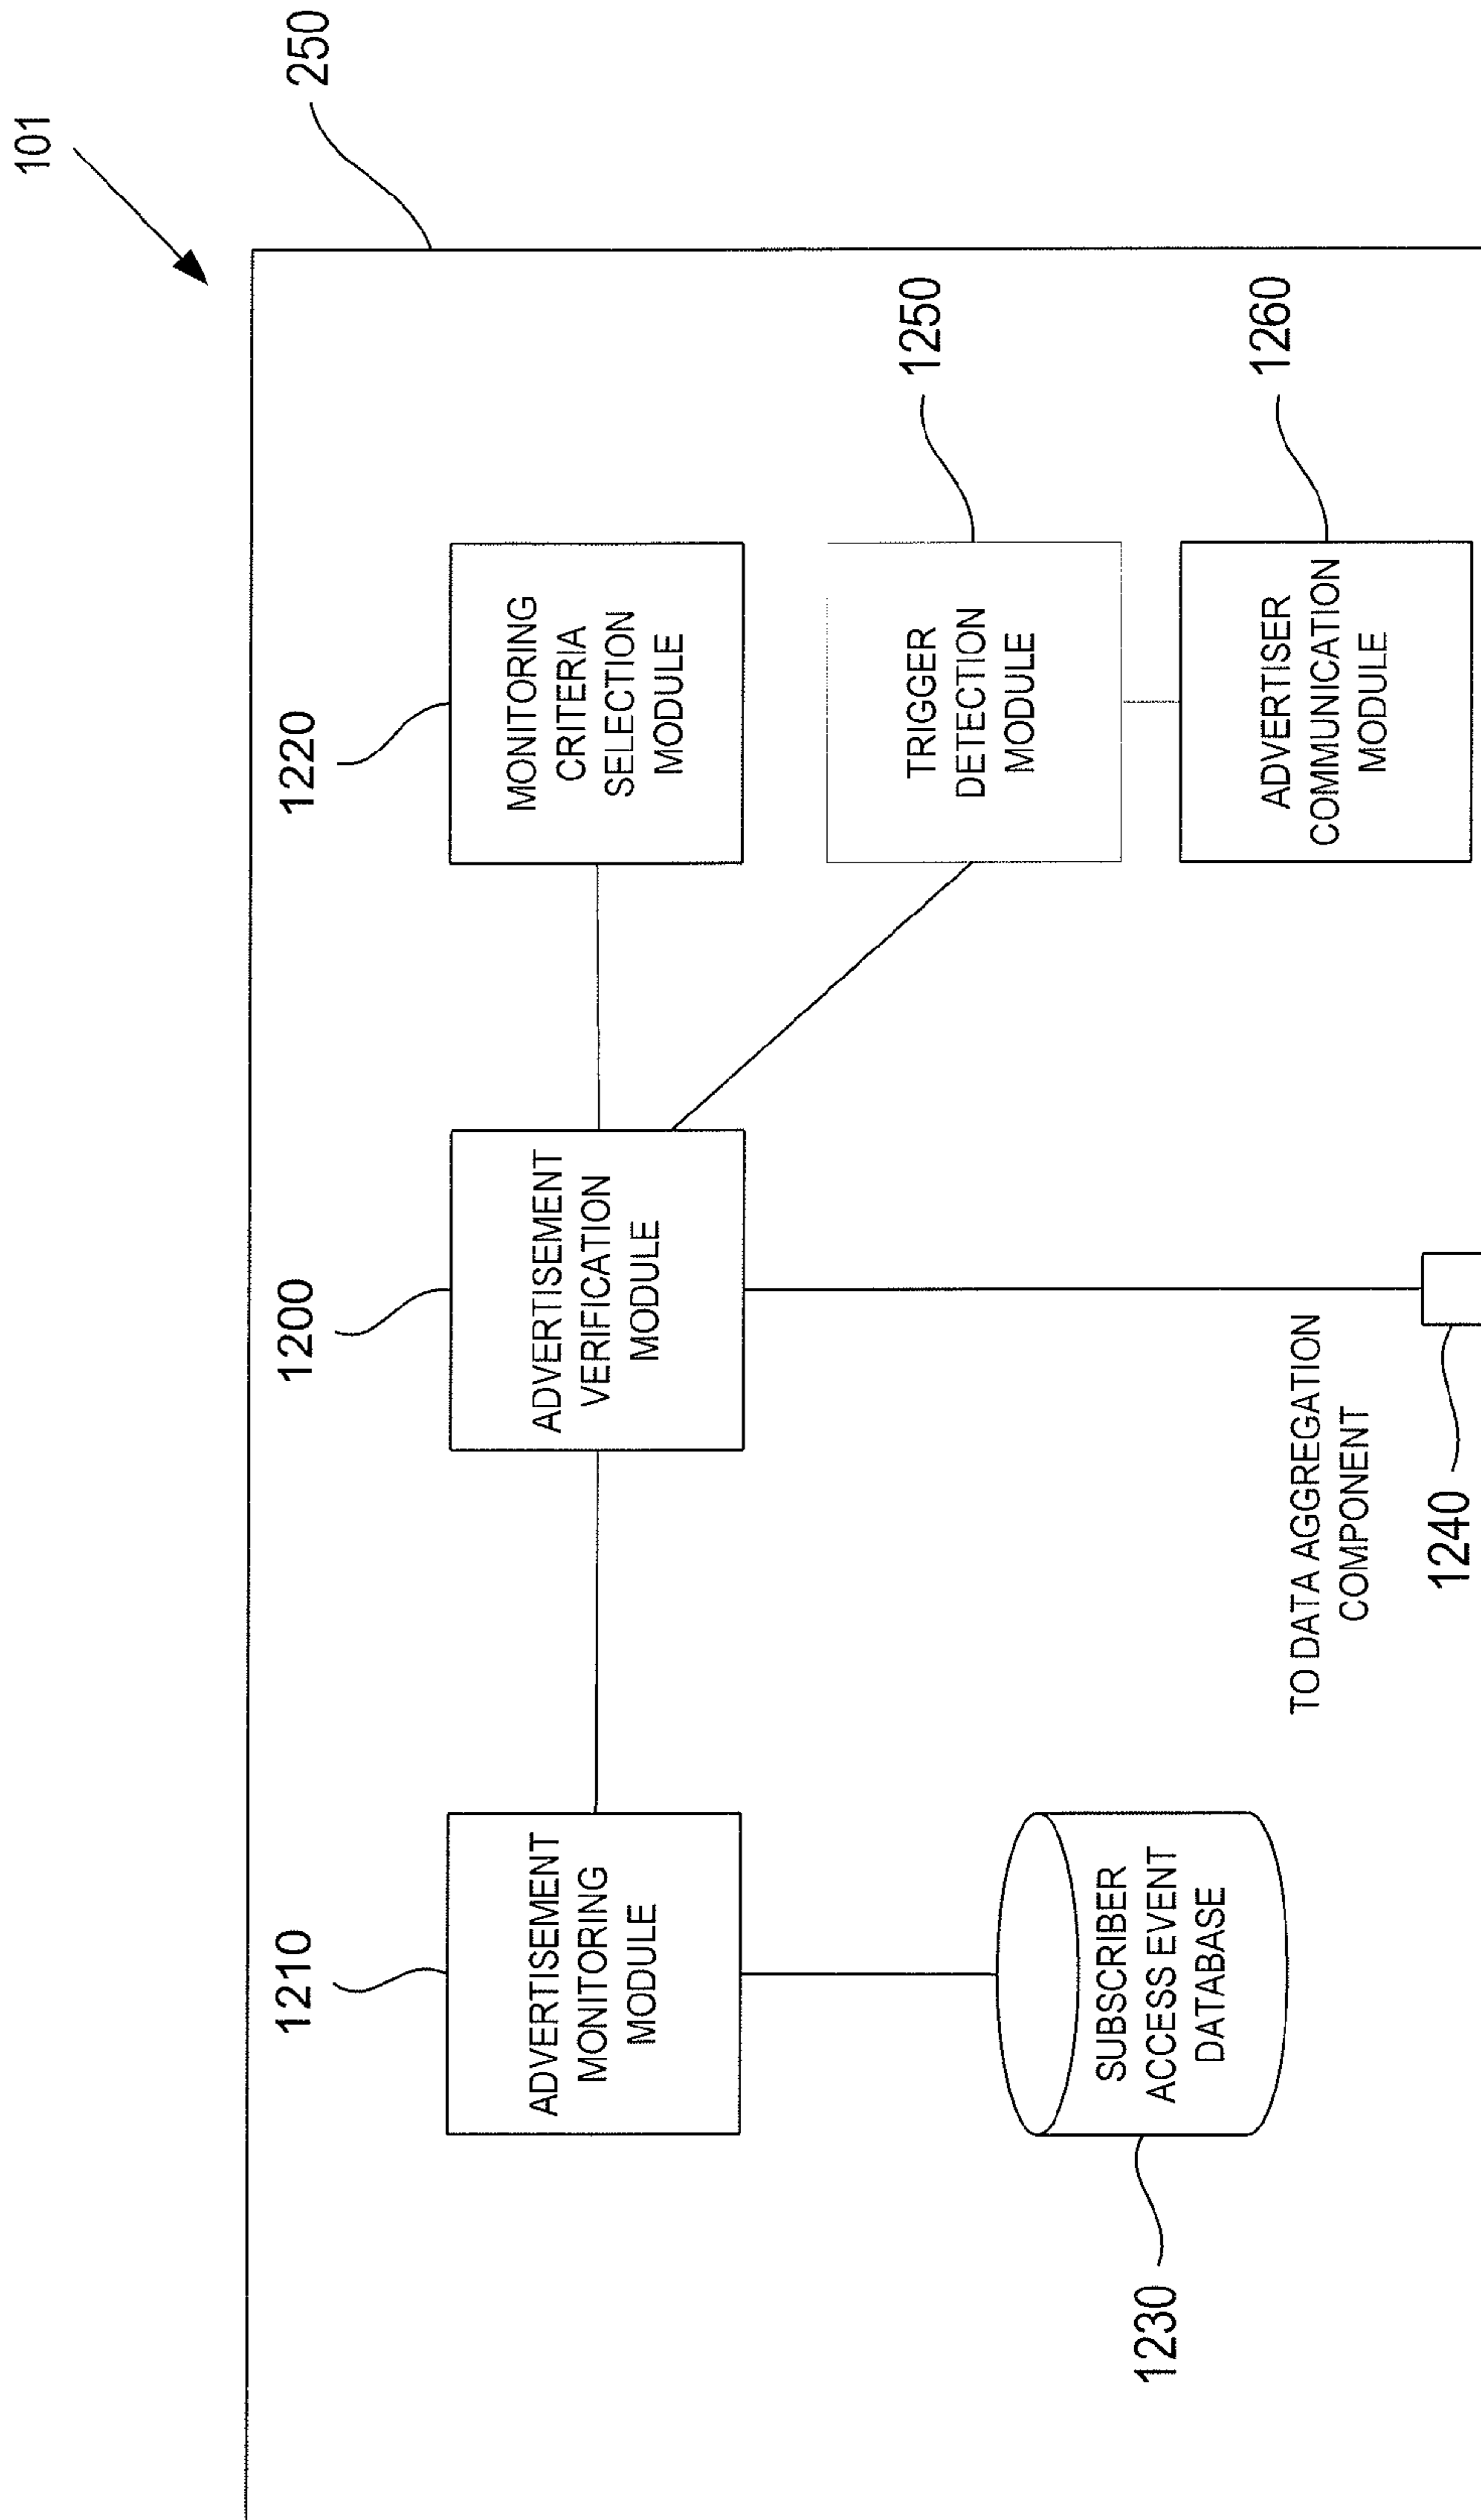 101
250
1210
1200
1220
ADVERTISEMENT
MONITORING
MODULE
ADVERTISEMENT
VERIFICATION
MODULE
MONITORING
CRITERIA
SELECTION
MODULE
1250
TRIGGER
DETECTION
MODULE
1260
ADVERTISER
COMMUNICATION
MODULE
1230
SUBSCRIBER
ACCESS EVENT
DATABASE
TO DATA AGGREGATION
COMPONENT
1240